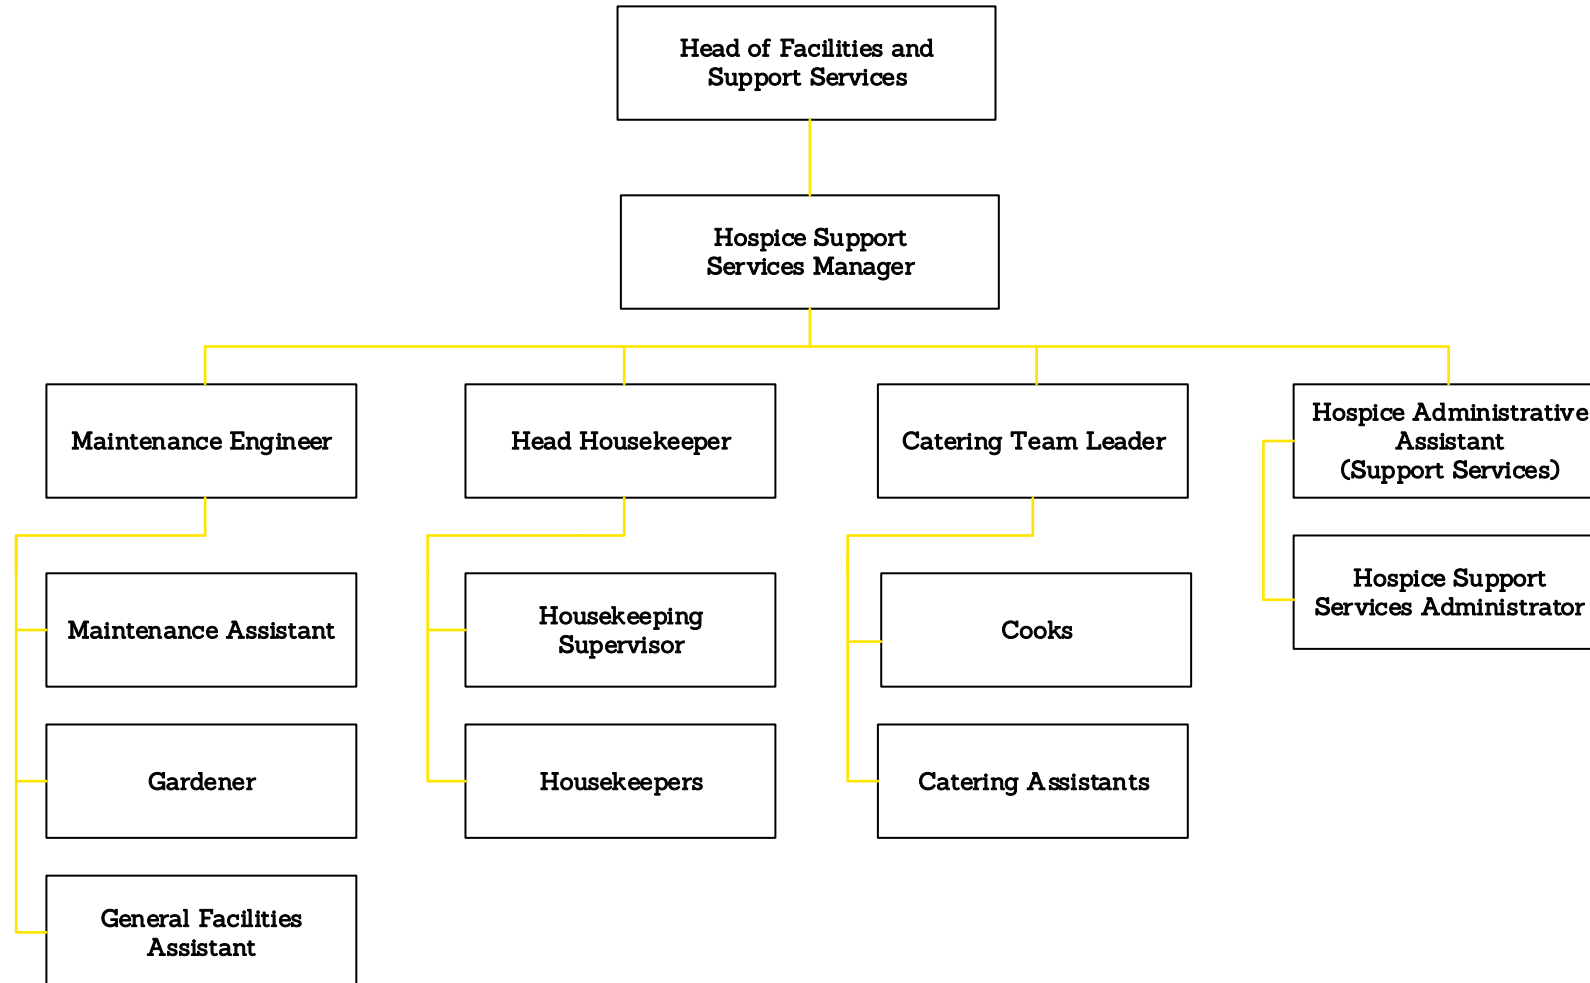 Head of Facilities and
Support Services
Hospice Support
Services Manager
Maintenance Engineer
Head Housekeeper
Catering Team Leader
Hospice Administrative
Assistant
(Support Services)
Maintenance Assistant
Housekeeping
Supervisor
Cooks
Hospice Support
Services Administrator
Gardener
Housekeepers
Catering Assistants
General Facilities
Assistant